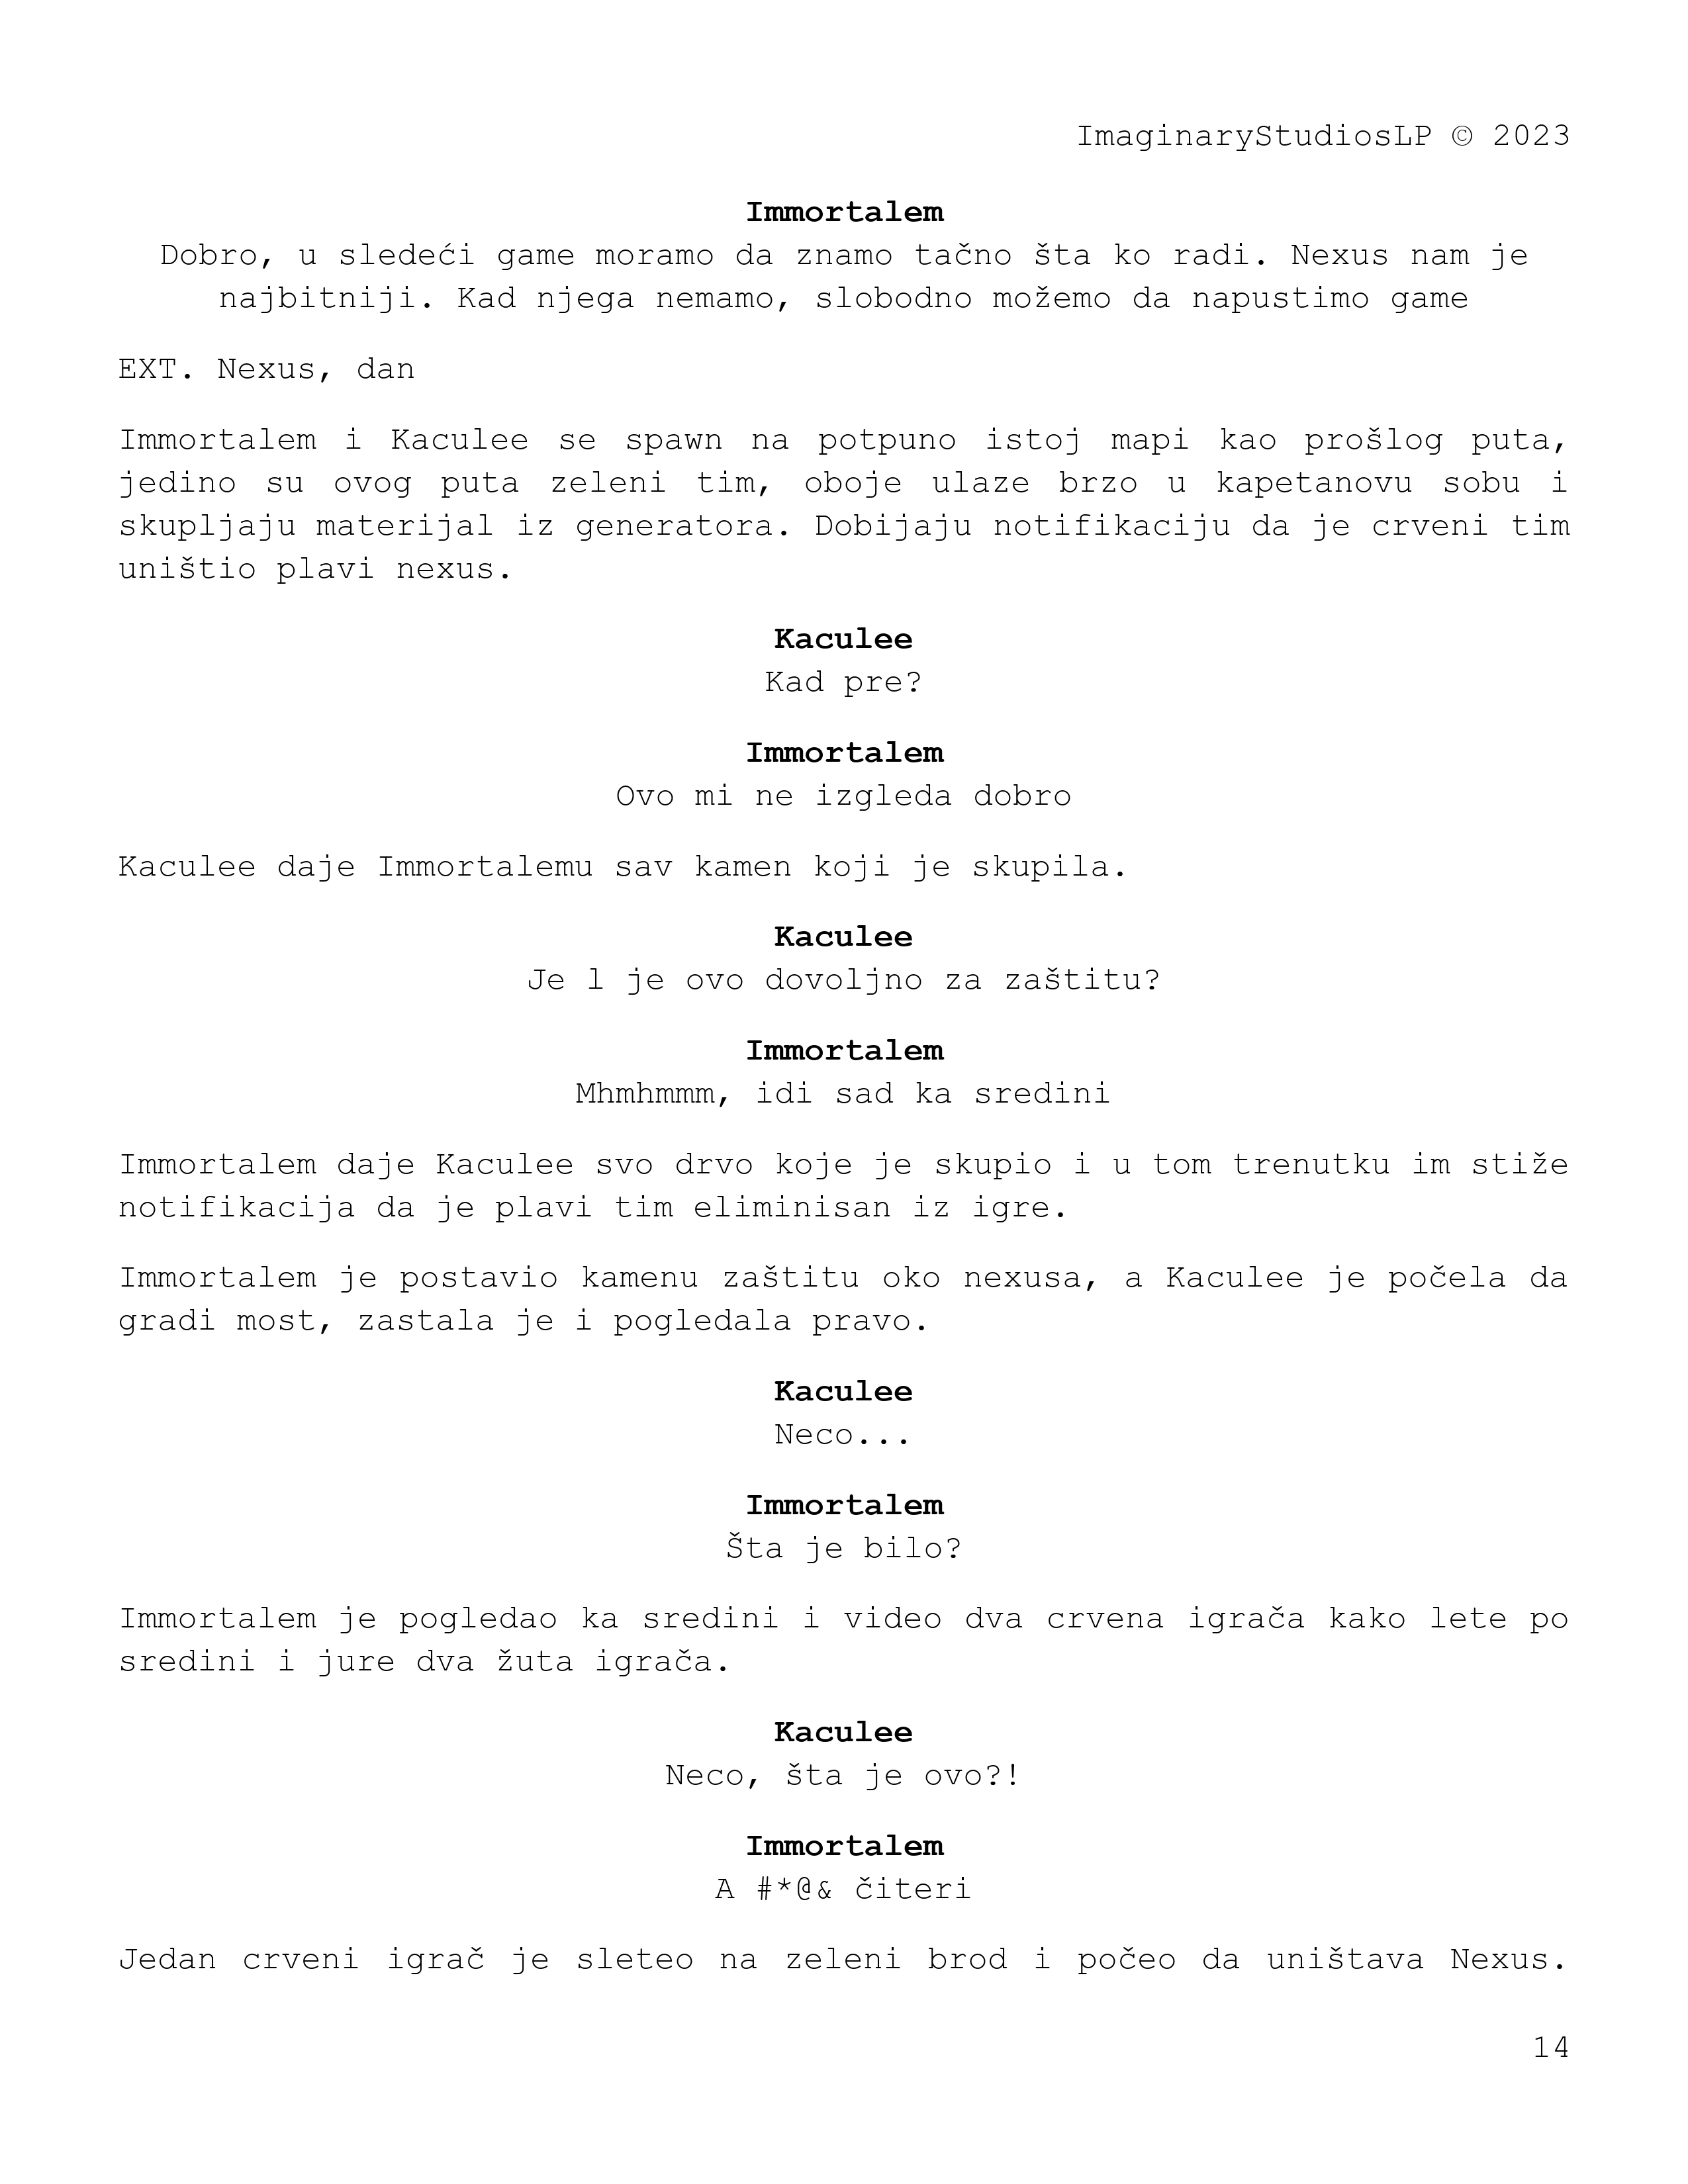 ImaginaryStudiosLP © 2023
Immortalem
Dobro, u sledeći game moramo da znamo tačno šta ko radi. Nexus nam je
najbitniji. Kad njega nemamo, slobodno možemo da napustimo game
EXT. Nexus, dan
Immortalem i Kaculee se spawn na potpuno istoj mapi kao prošlog puta,
jedino su ovog puta zeleni tim, oboje ulaze brzo u kapetanovu sobu i
skupljaju materijal iz generatora. Dobijaju notifikaciju da je crveni tim
uništio plavi nexus.
Kaculee
Kad pre?
Immortalem
Ovo mi ne izgleda dobro
Kaculee daje Immortalemu sav kamen koji je skupila.
Kaculee
Je l je ovo dovoljno za zaštitu?
Immortalem
Mhmhmmm, idi sad ka sredini
Immortalem daje Kaculee svo drvo koje je skupio i u tom trenutku im stiže
notifikacija da je plavi tim eliminisan iz igre.
Immortalem je postavio kamenu zaštitu oko nexusa, a Kaculee je počela da
gradi most, zastala je i pogledala pravo.
Kaculee
Neco...
Immortalem
Šta je bilo?
Immortalem je pogledao ka sredini i video dva crvena igrača kako lete po
sredini i jure dva žuta igrača.
Kaculee
Neco, šta je ovo?!
Immortalem
A #*@& čiteri
Jedan crveni igrač je sleteo na zeleni brod i počeo da uništava Nexus.
14